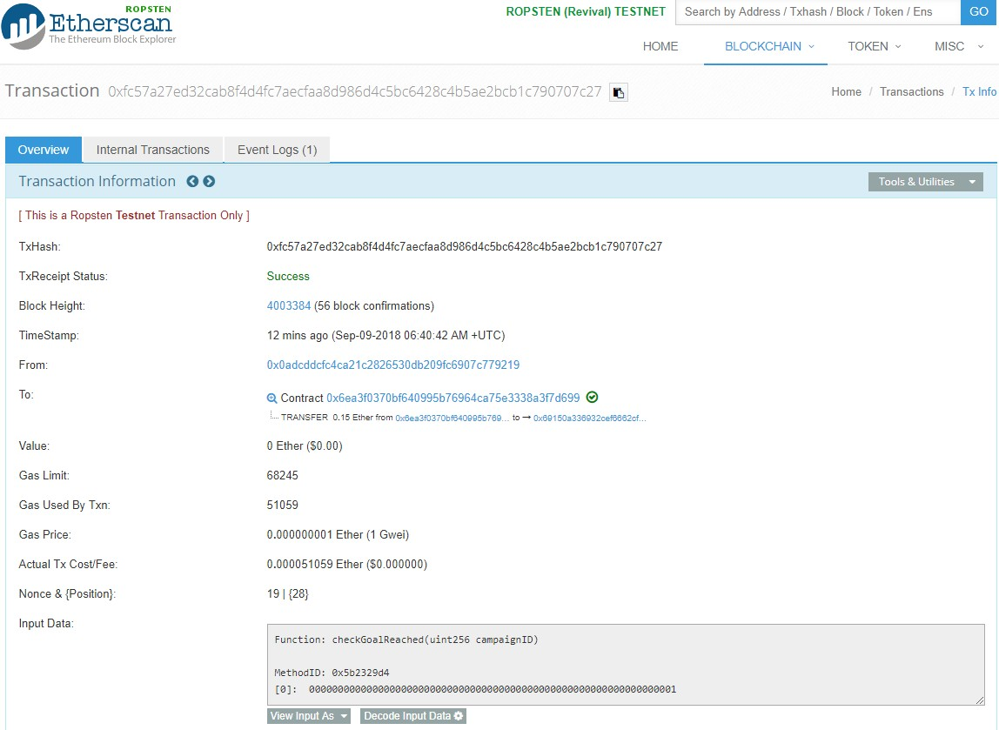 ROPSTEN
Etherscan
The Ethereum Block Explorer
ROPSTEN (Revival) TESTNET
Search by Address / Txhash / Block / Token / Ens
GO
HOME BLOCKCHAIN TOKEN MISC
Transaction 0xfc57a27ed32cab8f4d4fc7aecfaa8d986d4c5bc6428c4b5ae2bcb1c790707c27
Home / Transactions / Tx Info
Overview Internal Transactions Event Logs (1)
Transaction Information
Tools & Utilities
[ This is a Ropsten Testnet Transaction Only ]
TxHash: 0xfc57a27ed32cab8f4d4fc7aecfaa8d986d4c5bc6428c4b5ae2bcb1c790707c27
TxReceipt Status: Success
Block Height: 4003384 (56 block confirmations)
TimeStamp: 12 mins ago (Sep-09-2018 06:40:42 AM +UTC)
From: 0x0adcddcfc4ca21c2826530db209fc6907c779219
To: Contract 0x6ea3f0370bf640995b76964ca75e3338a3f7d699
TRANSFER 0.15 Ether from 0x6ea3f0370bf640995b769... to → 0x69150a336932cef6662cf...
Value: 0 Ether ($0.00)
Gas Limit: 68245
Gas Used By Txn: 51059
Gas Price: 0.000000001 Ether (1 Gwei)
Actual Tx Cost/Fee: 0.000051059 Ether ($0.000000)
Nonce & {Position}: 19 | {28}
Input Data:
Function: checkGoalReached(uint256 campaignID)
MethodID: 0x5b2329d4
[0]: 0000000000000000000000000000000000000000000000000000000000000001
View Input As Decode Input Data